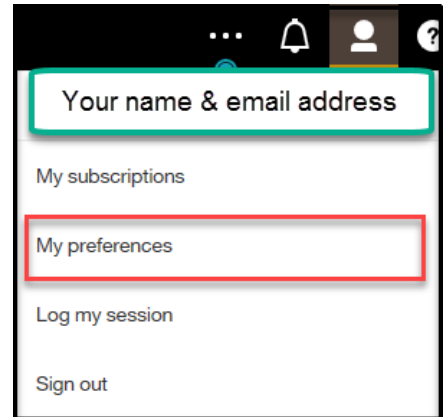 ?
Your name & email address
My subscriptions
My preferences
Log my session
Sign out